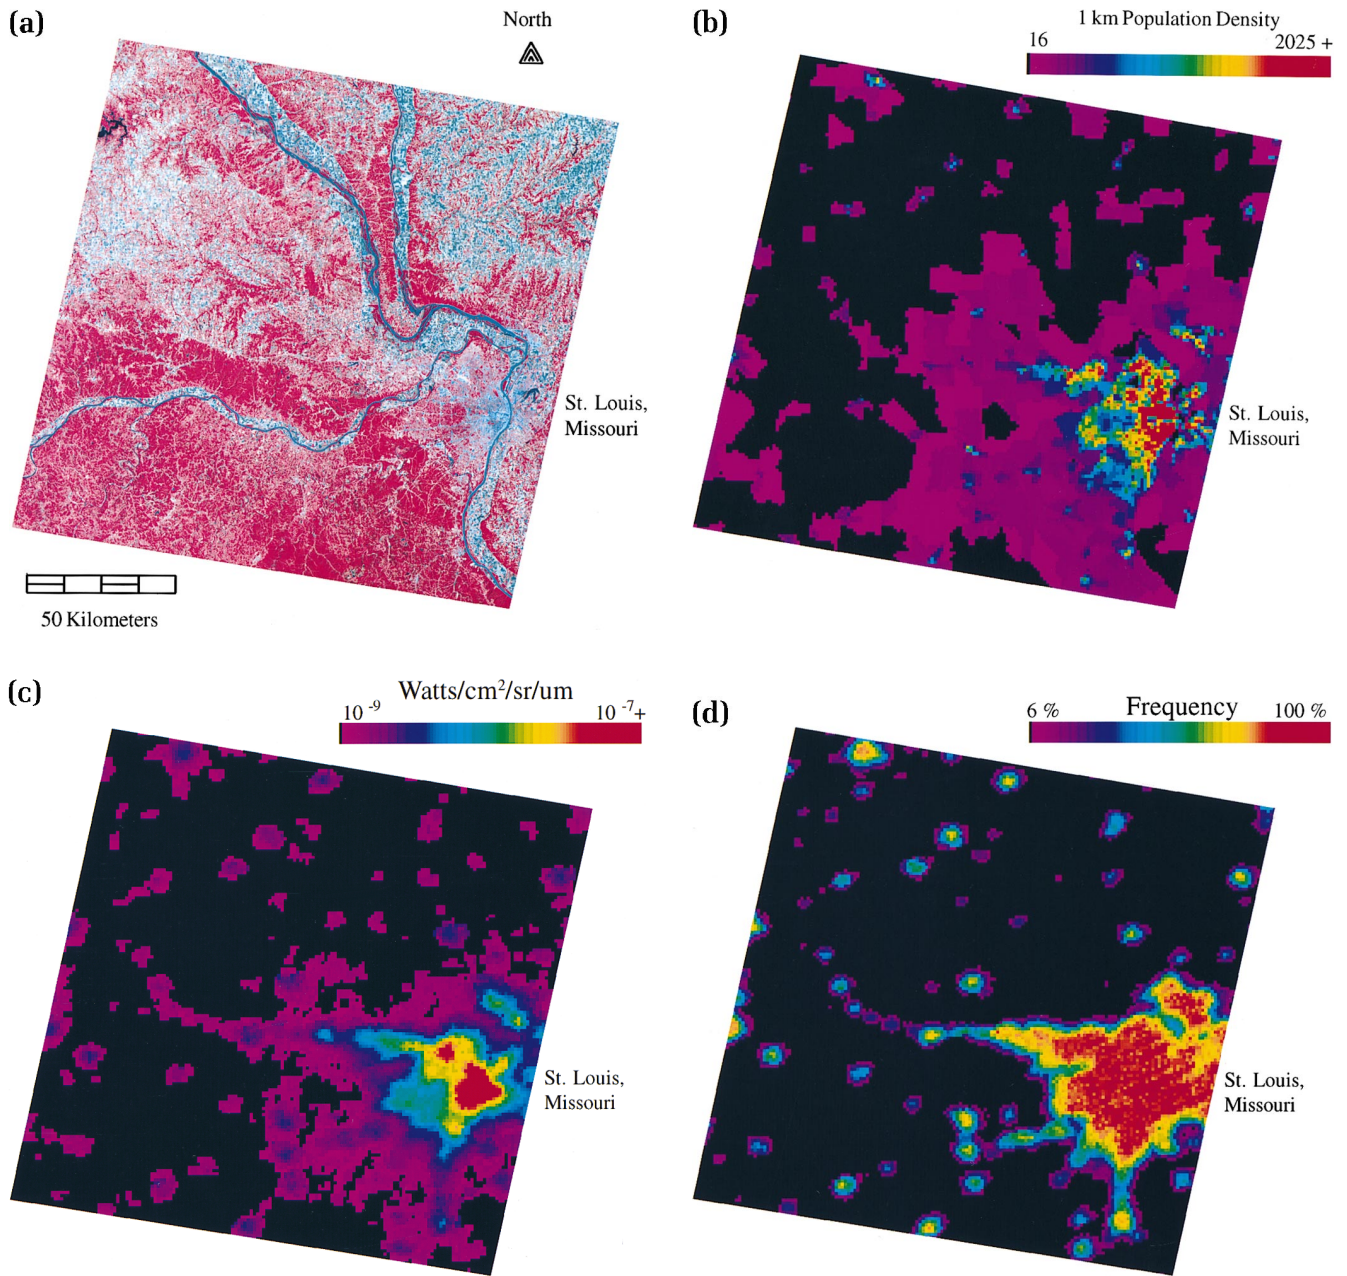 (a)
North
St. Louis,
Missouri
50 Kilometers
(b)
1 km Population Density
16 2025 +
St. Louis,
Missouri
(c)
Watts/cm²/sr/um
10 -9 10 -7+
St. Louis,
Missouri
(d)
Frequency
6 % 100 %
St. Louis,
Missouri